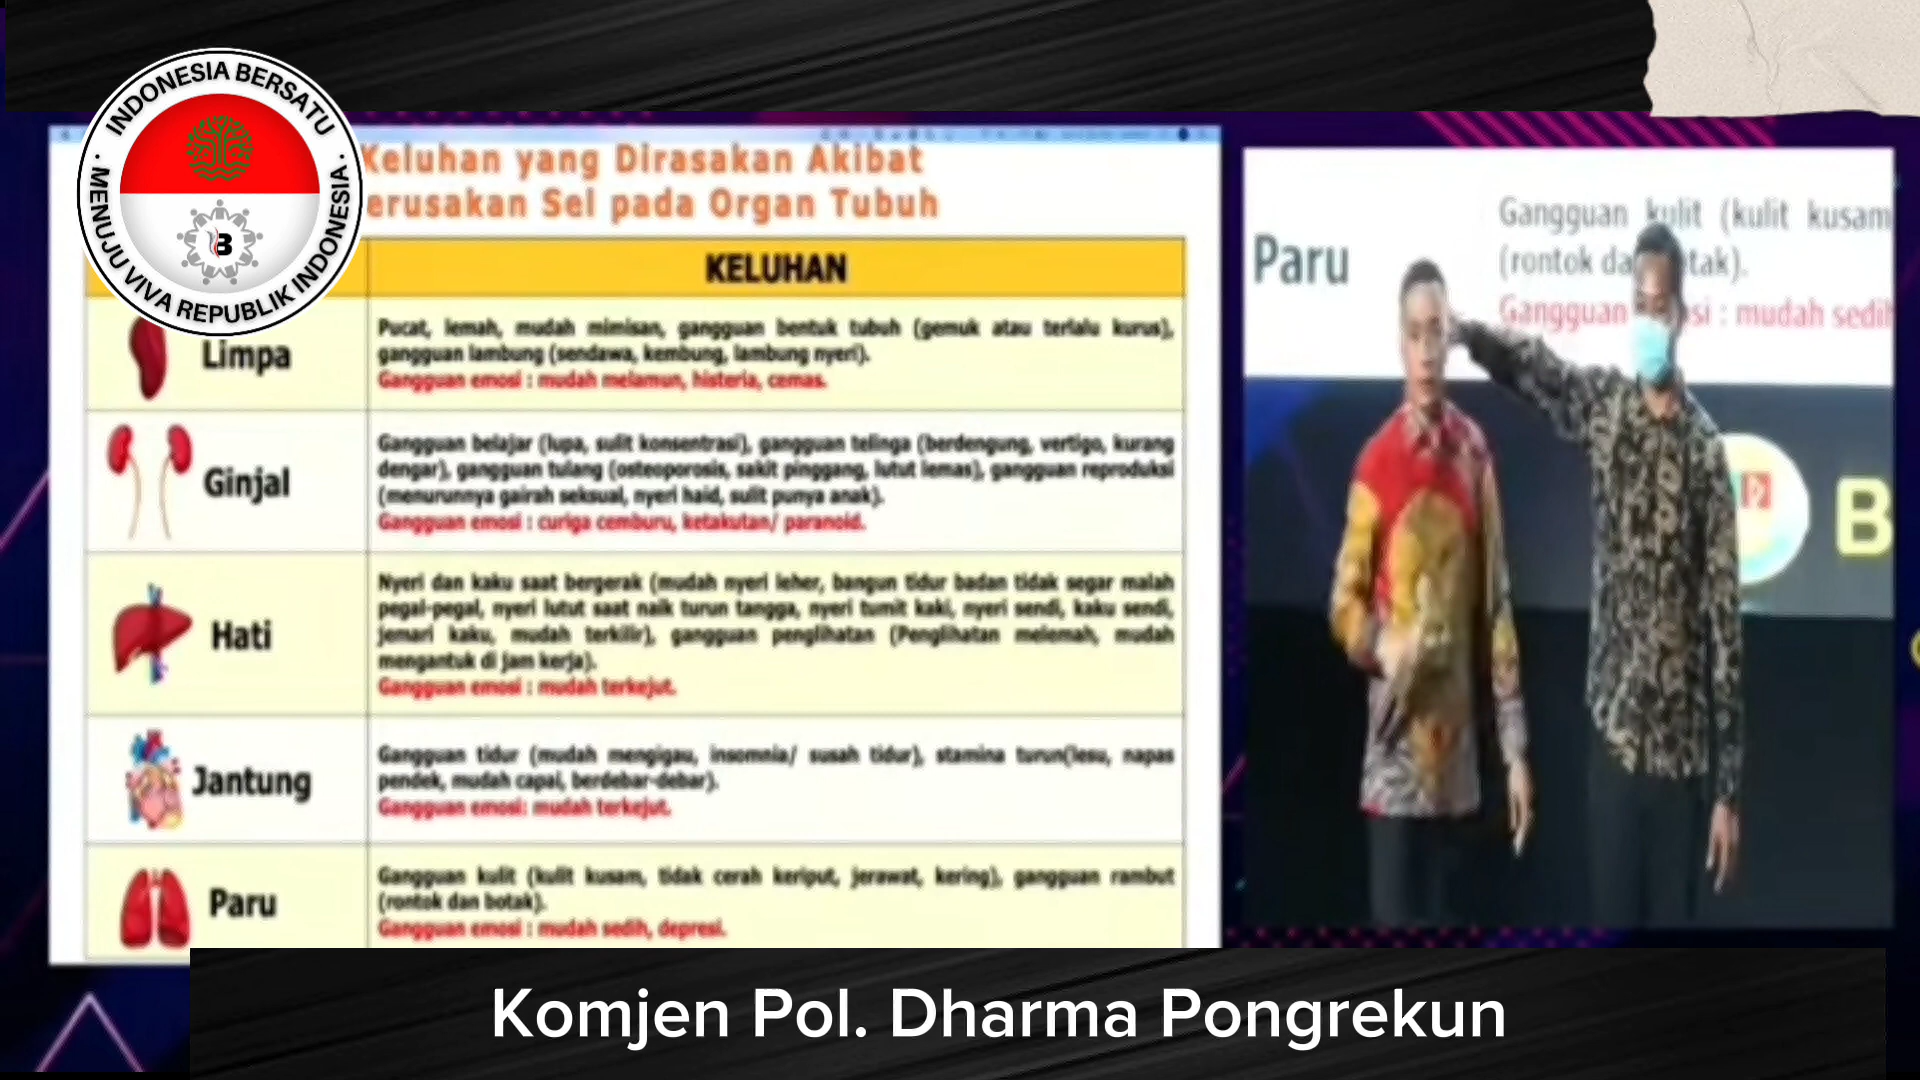 INDONESIA BERSATU
MENUJU VIVA REPUBLIK INDONESIA
B
Keluhan yang Dirasakan Akibat
erusakan Sel pada Organ Tubuh
KELUHAN
Limpa
Pucat, lemah, mudah mimisan, gangguan bentuk tubuh (gemuk atau terlalu kurus),
gangguan lambung (sendawa, kembung, lambung nyeri).
Gangguan emosi : mudah melamun, histeria, cemas.
Ginjal
Gangguan belajar (lupa, sulit konsentrasi), gangguan telinga (berdengung, vertigo, kurang
dengar), gangguan tulang (osteoporosis, sakit pinggang, lutut lemas), gangguan reproduksi
(menurunnya gairah seksual, nyeri haid, sulit punya anak).
Gangguan emosi : curiga cemburu, ketakutan/ paranoid.
Hati
Nyeri dan kaku saat bergerak (mudah nyeri leher, bangun tidur badan tidak segar malah
pegal-pegal, nyeri lutut saat naik turun tangga, nyeri tumit kaki, nyeri sendi, kaku sendi,
jemari kaku, mudah terkilir), gangguan penglihatan (Penglihatan melemah, mudah
mengantuk di jam kerja).
Gangguan emosi : mudah terkejut.
Jantung
Gangguan tidur (mudah mengigau, insomnia/ susah tidur), stamina turun(lesu, napas
pendek, mudah capai, berdebar-debar).
Gangguan emosi: mudah terkejut.
Paru
Gangguan kulit (kulit kusam, tidak cerah keriput, jerawat, kering), gangguan rambut
(rontok dan botak).
Gangguan emosi : mudah sedih, depresi.
Paru
Gangguan kulit (kulit kusam
(rontok da tak).
Gangguan si : mudah sedih
B
Komjen Pol. Dharma Pongrekun